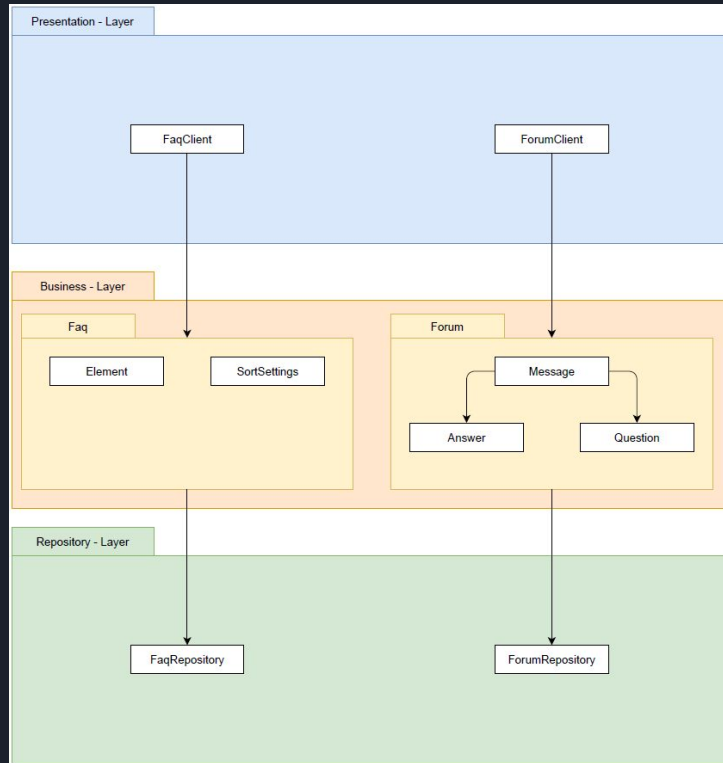 Presentation - Layer
FaqClient
ForumClient
Business - Layer
Faq
Forum
Element
SortSettings
Message
Answer
Question
Repository - Layer
FaqRepository
ForumRepository